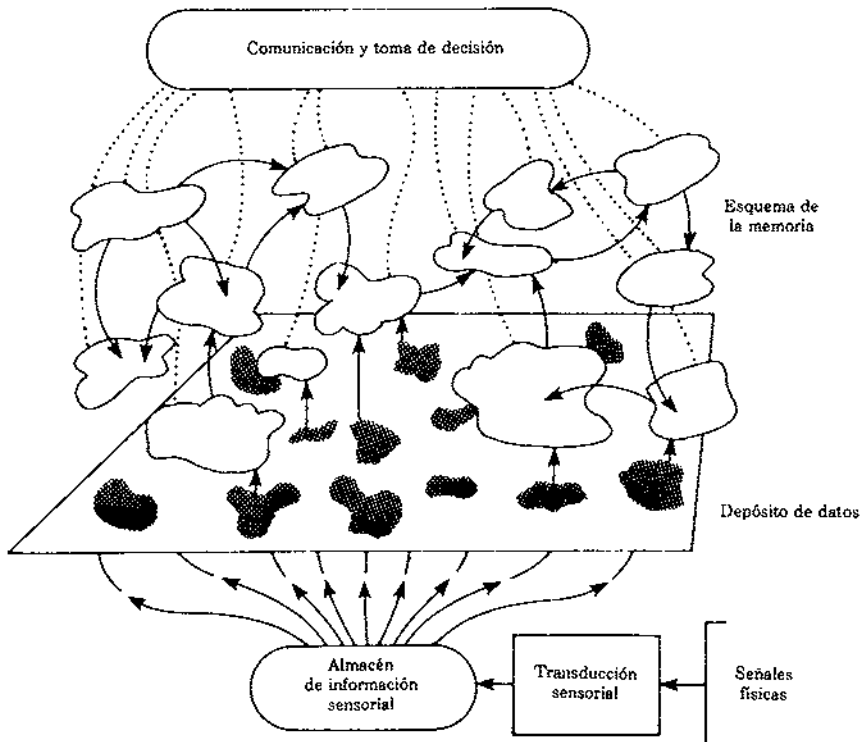 Comunicación y toma de decisión
Esquema de
la memoria
Depósito de datos
Almacén
de información
sensorial
Transducción
sensorial
Señales
físicas